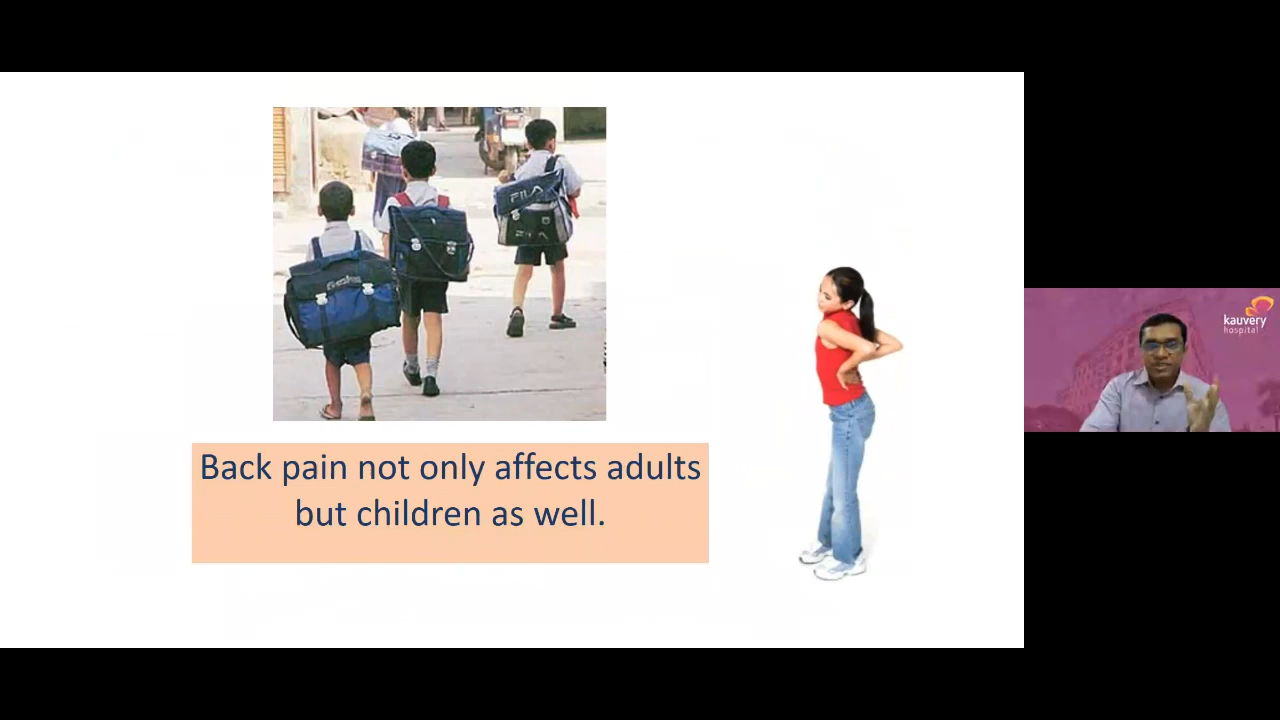 FILA
Back pain not only affects adults
but children as well.
kauvery
hospital